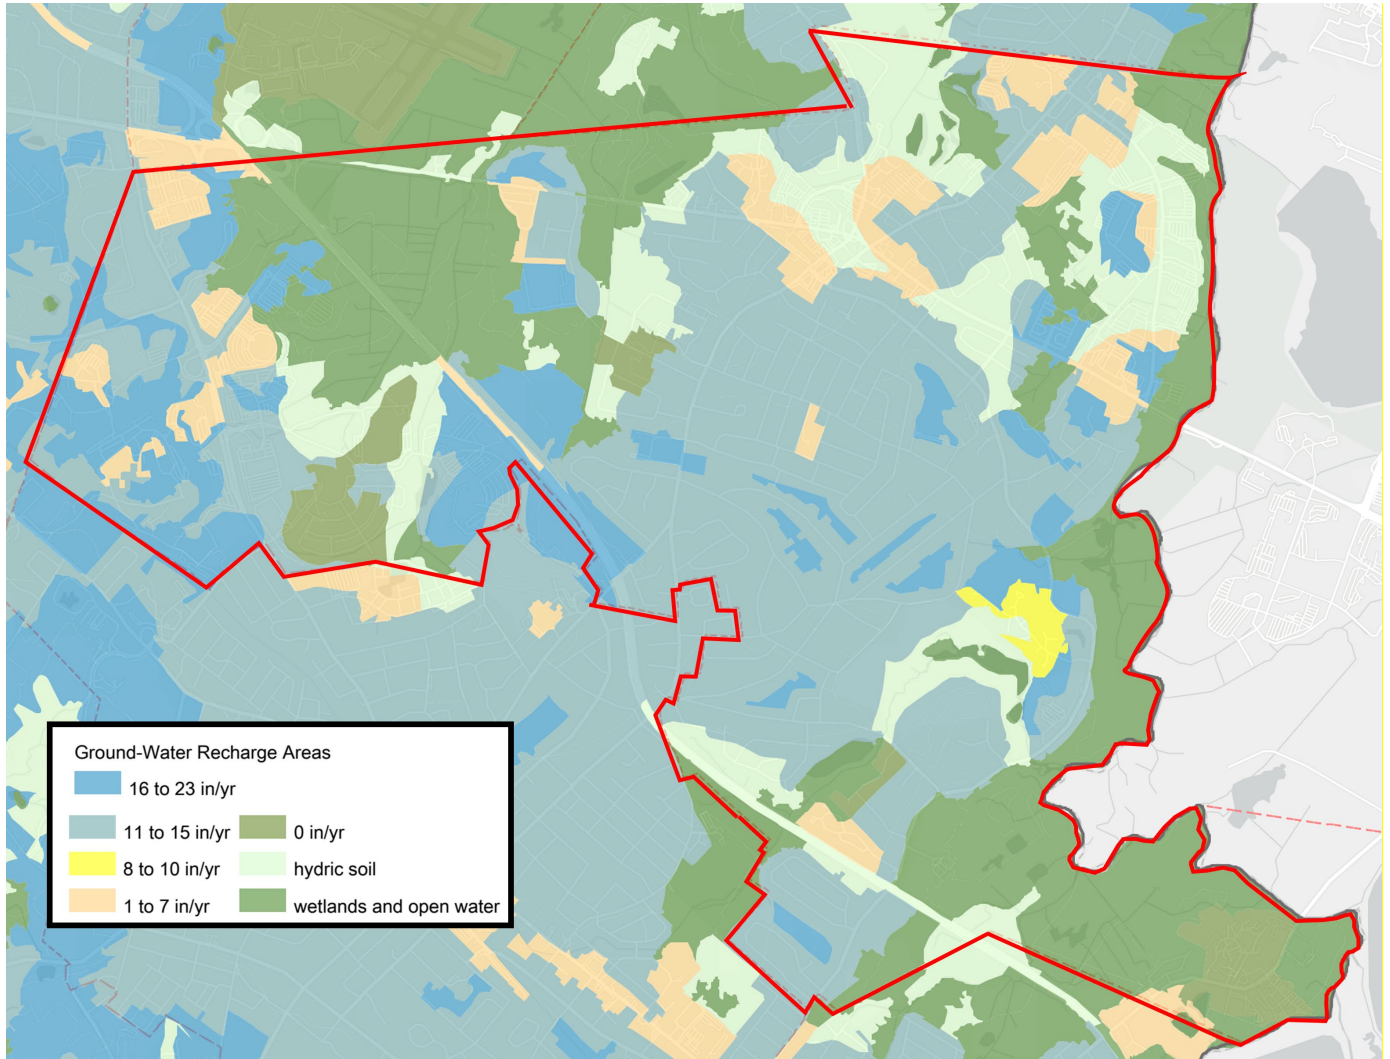 Ground-Water Recharge Areas
16 to 23 in/yr
11 to 15 in/yr 0 in/yr
8 to 10 in/yr hydric soil
1 to 7 in/yr wetlands and open water